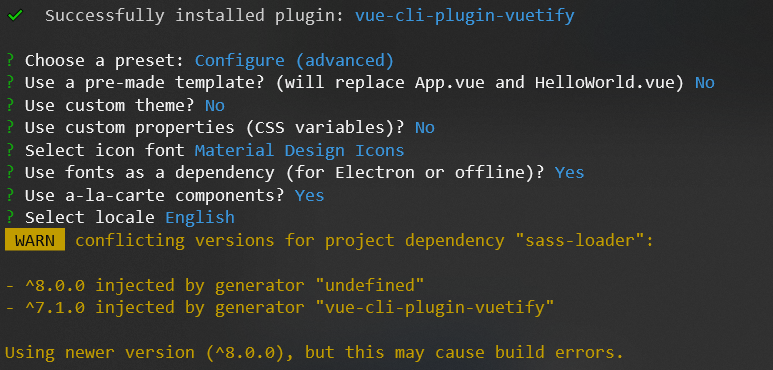 ✔ Successfully installed plugin: vue-cli-plugin-vuetify
? Choose a preset: Configure (advanced)
? Use a pre-made template? (will replace App.vue and HelloWorld.vue) No
? Use custom theme? No
? Use custom properties (CSS variables)? No
? Select icon font Material Design Icons
? Use fonts as a dependency (for Electron or offline)? Yes
? Use a-la-carte components? Yes
? Select locale English
WARN conflicting versions for project dependency "sass-loader":
- ^8.0.0 injected by generator "undefined"
- ^7.1.0 injected by generator "vue-cli-plugin-vuetify"
Using newer version (^8.0.0), but this may cause build errors.